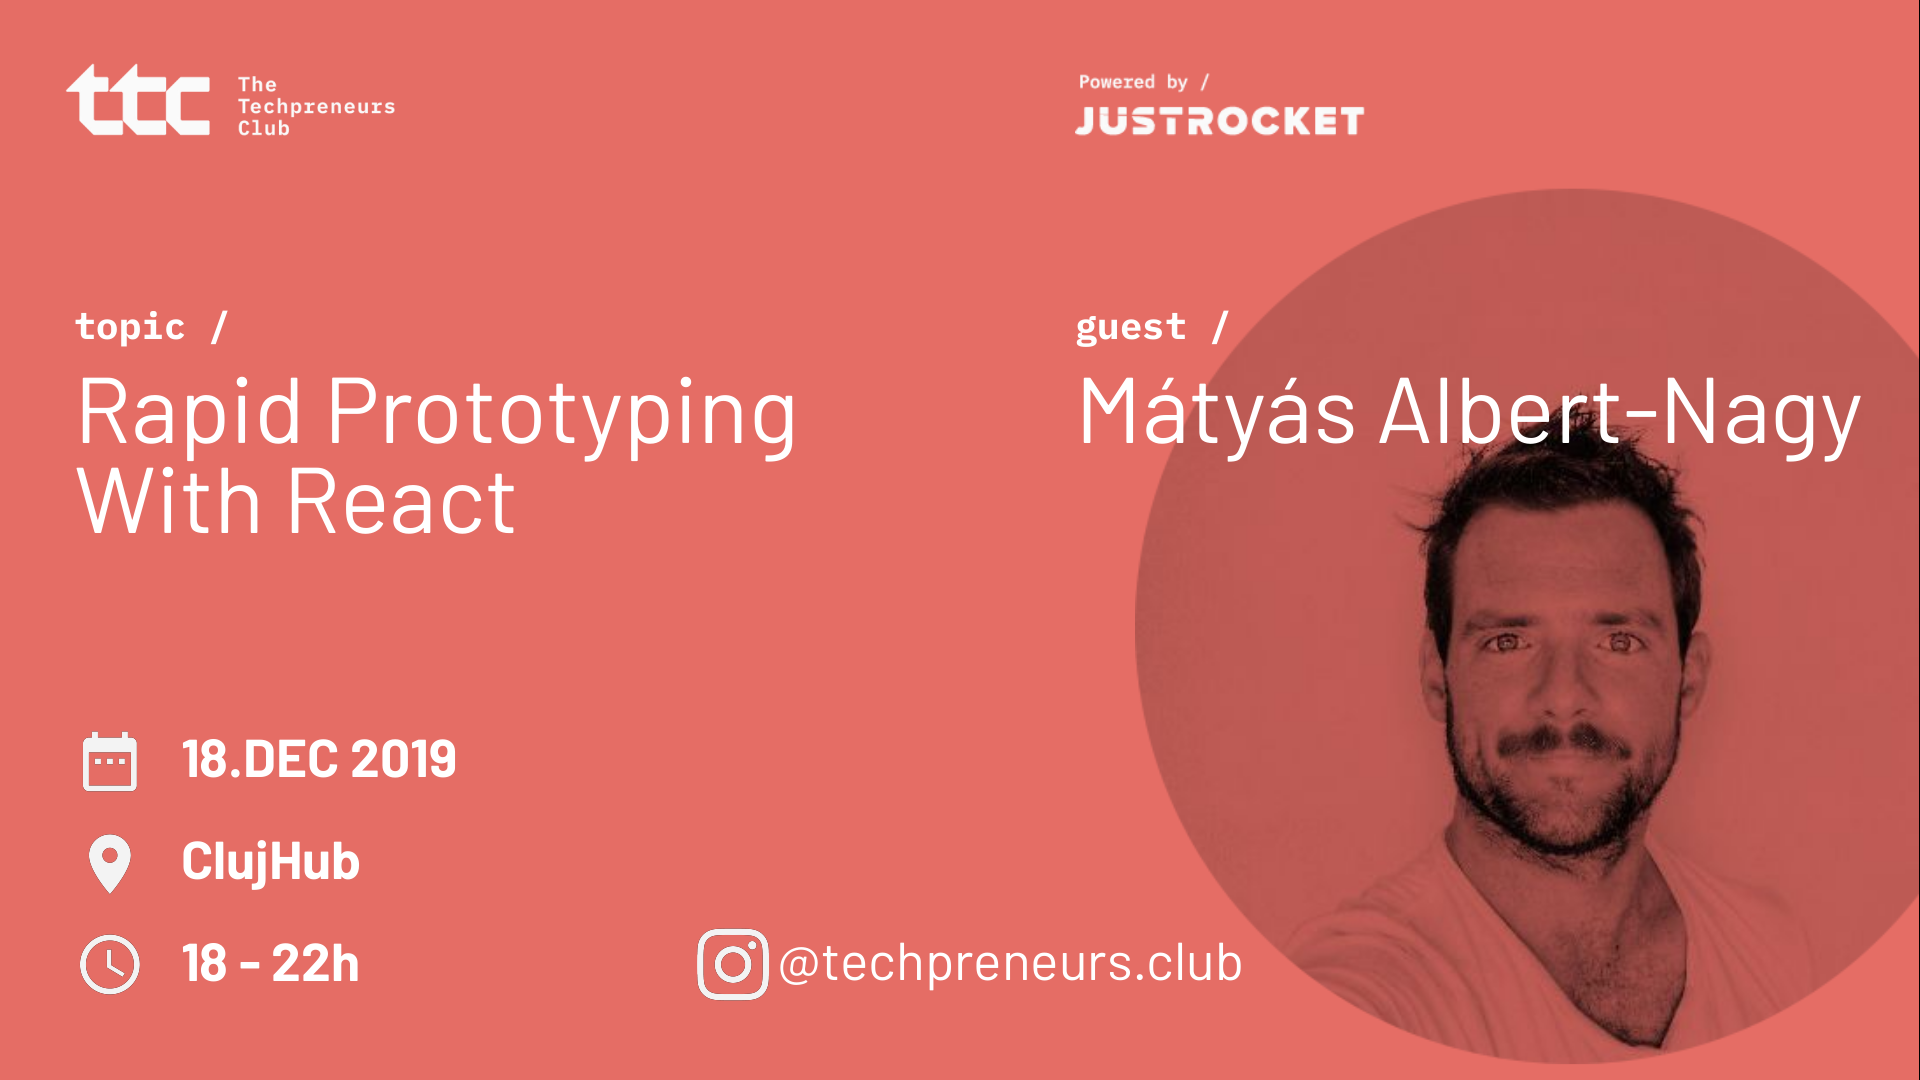 ttc
The
Techpreneurs
Club
Powered by /
JUSTROCKET
topic /
Rapid Prototyping
With React
guest /
Mátyás Albert-Nagy
18.DEC 2019
ClujHub
18 - 22h
@techpreneurs.club